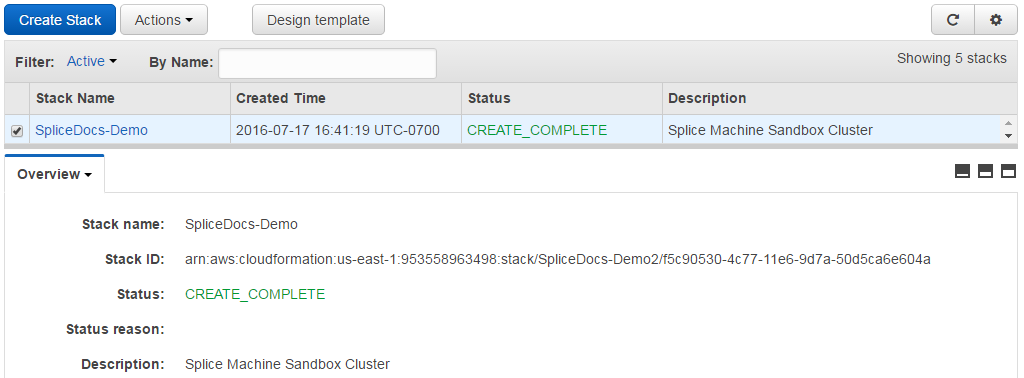 Create Stack Actions Design template
Filter: Active By Name: Showing 5 stacks
Stack Name Created Time Status Description
SpliceDocs-Demo 2016-07-17 16:41:19 UTC-0700 CREATE_COMPLETE Splice Machine Sandbox Cluster
Overview
Stack name: SpliceDocs-Demo
Stack ID: arn:aws:cloudformation:us-east-1:953558963498:stack/SpliceDocs-Demo2/f5c90530-4c77-11e6-9d7a-50d5ca6e604a
Status: CREATE_COMPLETE
Status reason:
Description: Splice Machine Sandbox Cluster